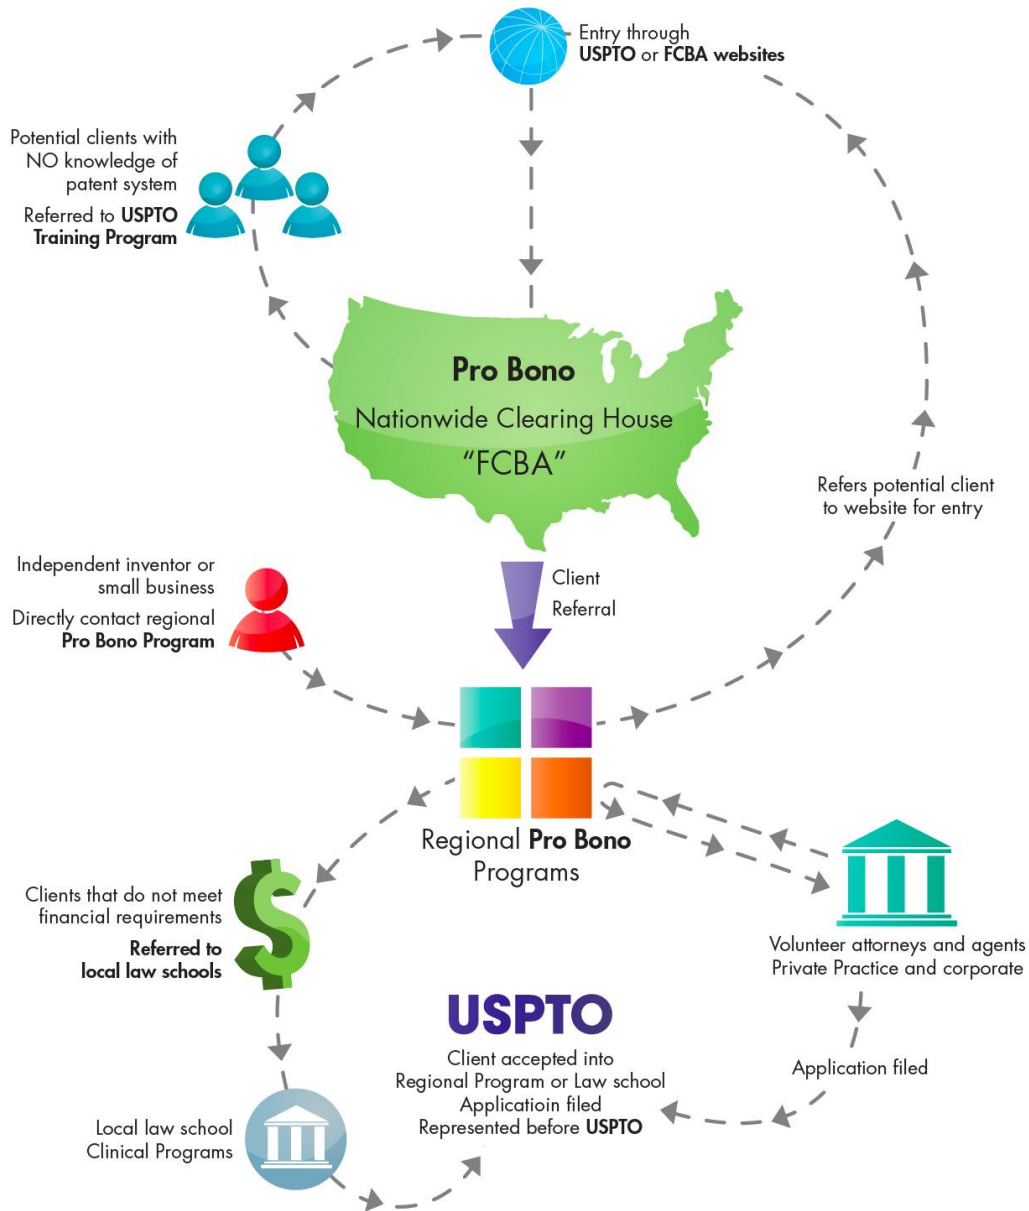 Entry through
USPTO or FCBA websites
Potential clients with
NO knowledge of
patent system
Referred to USPTO
Training Program
Pro Bono
Nationwide Clearing House
“FCBA”
Refers potential client
to website for entry
Independent inventor or
small business
Directly contact regional
Pro Bono Program
Client
Referral
Regional Pro Bono
Programs
Clients that do not meet
financial requirements
Referred to
local law schools
Volunteer attorneys and agents
Private Practice and corporate
USPTO
Client accepted into
Regional Program or Law school
Applicatioin filed
Represented before USPTO
Application filed
Local law school
Clinical Programs